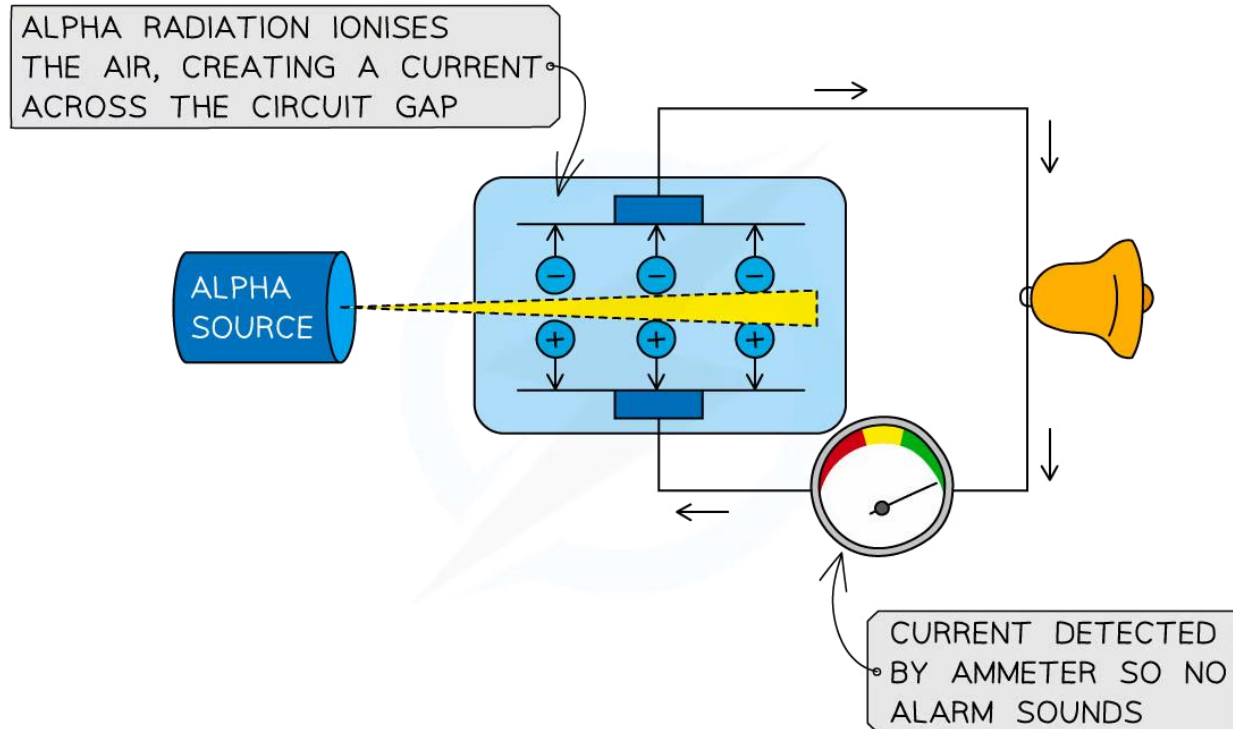 ALPHA RADIATION IONISES
THE AIR, CREATING A CURRENT
ACROSS THE CIRCUIT GAP
ALPHA
SOURCE
− − −
+ + +
CURRENT DETECTED
BY AMMETER SO NO
ALARM SOUNDS